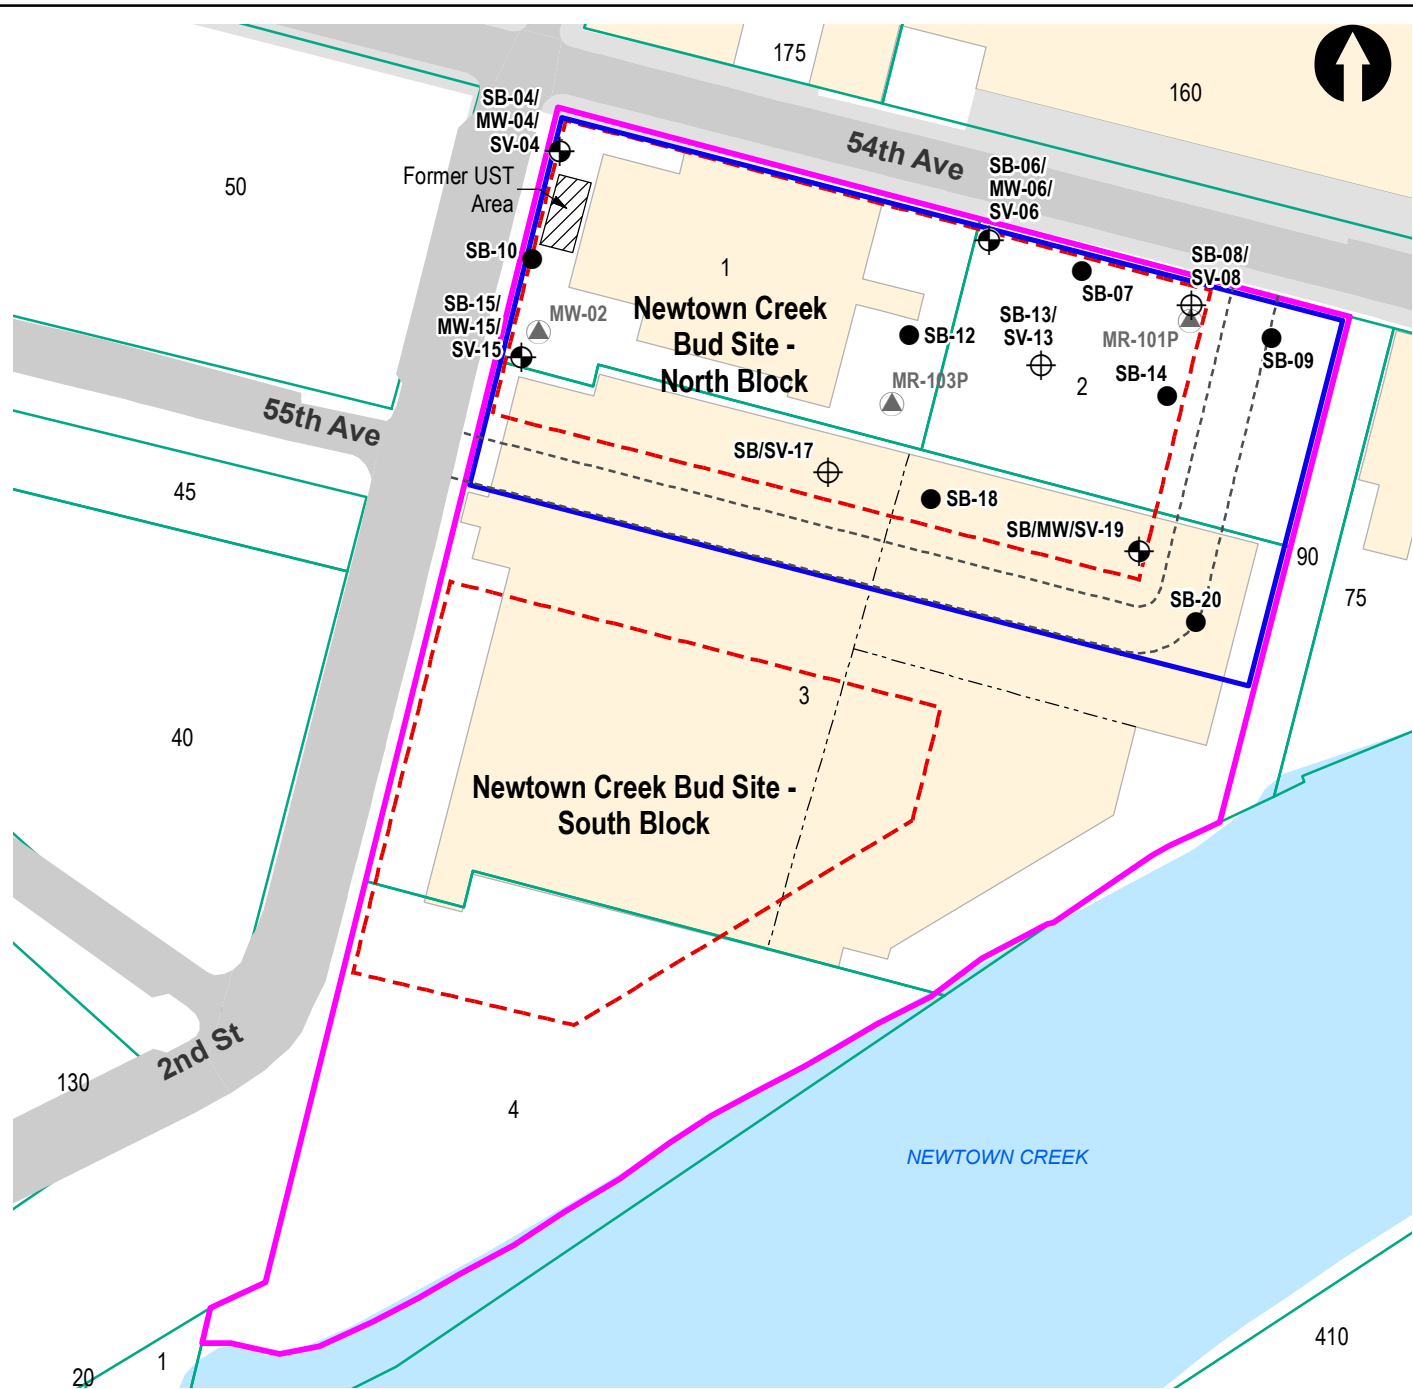 175
160
SB-04/
MW-04/
SV-04
54th Ave
SB-06/
MW-06/
SV-06
Former UST
Area
50
SB-10
1
SB-08/
SV-08
SB-07
SB-15/
MW-15/
SV-15
MW-02
Newtown Creek
Bud Site -
North Block
SB-12
SB-13/
SV-13
MR-101P
SB-09
MR-103P
2
SB-14
55th Ave
SB/SV-17
45
SB-18
SB/MW/SV-19
90
75
SB-20
3
40
Newtown Creek Bud Site -
South Block
2nd St
130
4
NEWTOWN CREEK
410
1
20